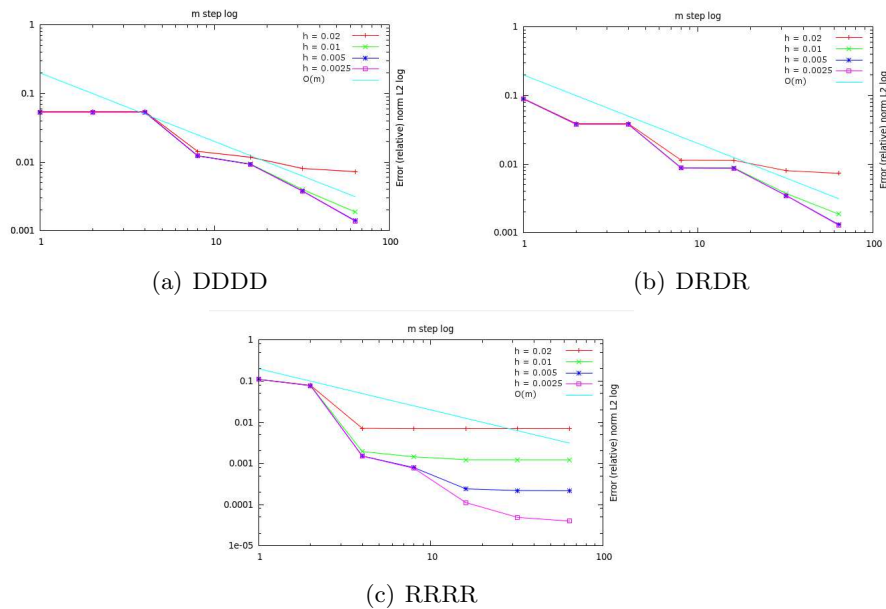 m step log
1
0.1
0.01
0.001
1
10
100
h = 0.02
h = 0.01
h = 0.005
h = 0.0025
O(m)
Error (relative) norm L2 log
(a) DDDD
m step log
1
0.1
0.01
0.001
1
10
100
h = 0.02
h = 0.01
h = 0.005
h = 0.0025
O(m)
Error (relative) norm L2 log
(b) DRDR
m step log
1
0.1
0.01
0.001
0.0001
1e-05
1
10
100
h = 0.02
h = 0.01
h = 0.005
h = 0.0025
O(m)
Error (relative) norm L2 log
(c) RRRR